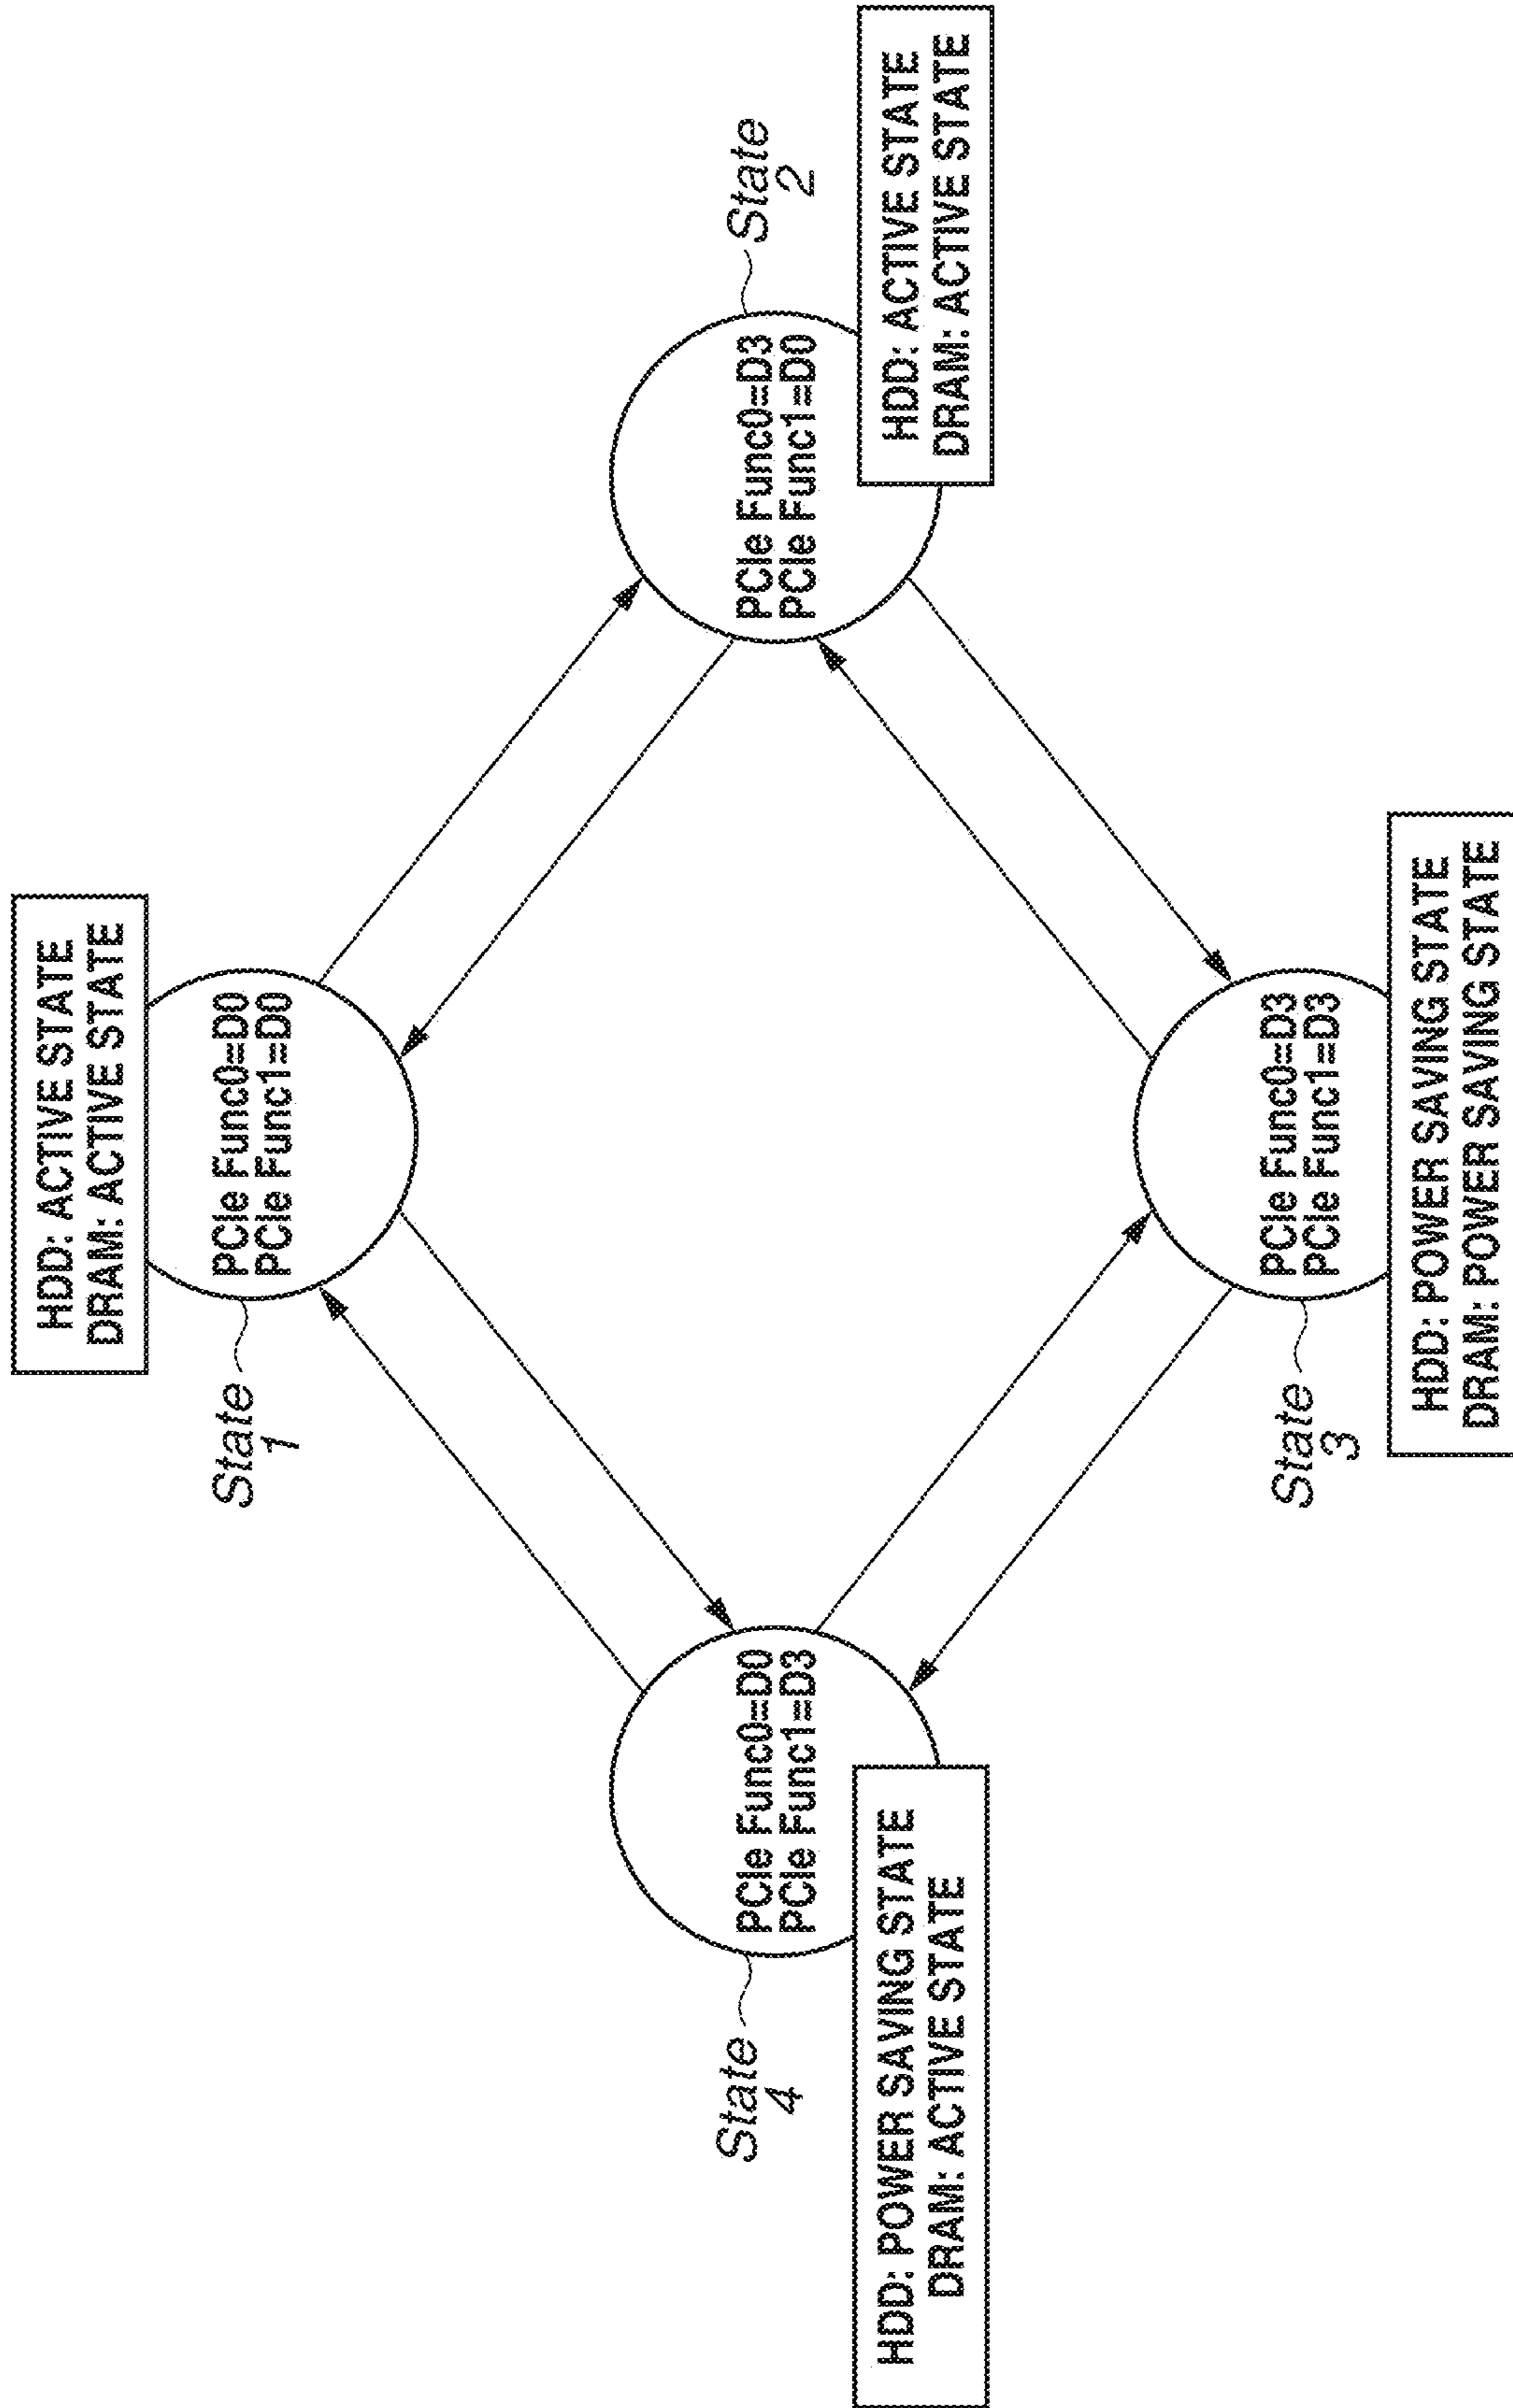 HDD: ACTIVE STATE
DRAM: ACTIVE STATE
PCIe Func0=D0
PCIe Func1=D0
State
1
PCIe Func0=D3
PCIe Func1=D0
State
2
HDD: ACTIVE STATE
DRAM: ACTIVE STATE
PCIe Func0=D0
PCIe Func1=D3
State
4
HDD: POWER SAVING STATE
DRAM: ACTIVE STATE
PCIe Func0=D3
PCIe Func1=D3
State
3
HDD: POWER SAVING STATE
DRAM: POWER SAVING STATE